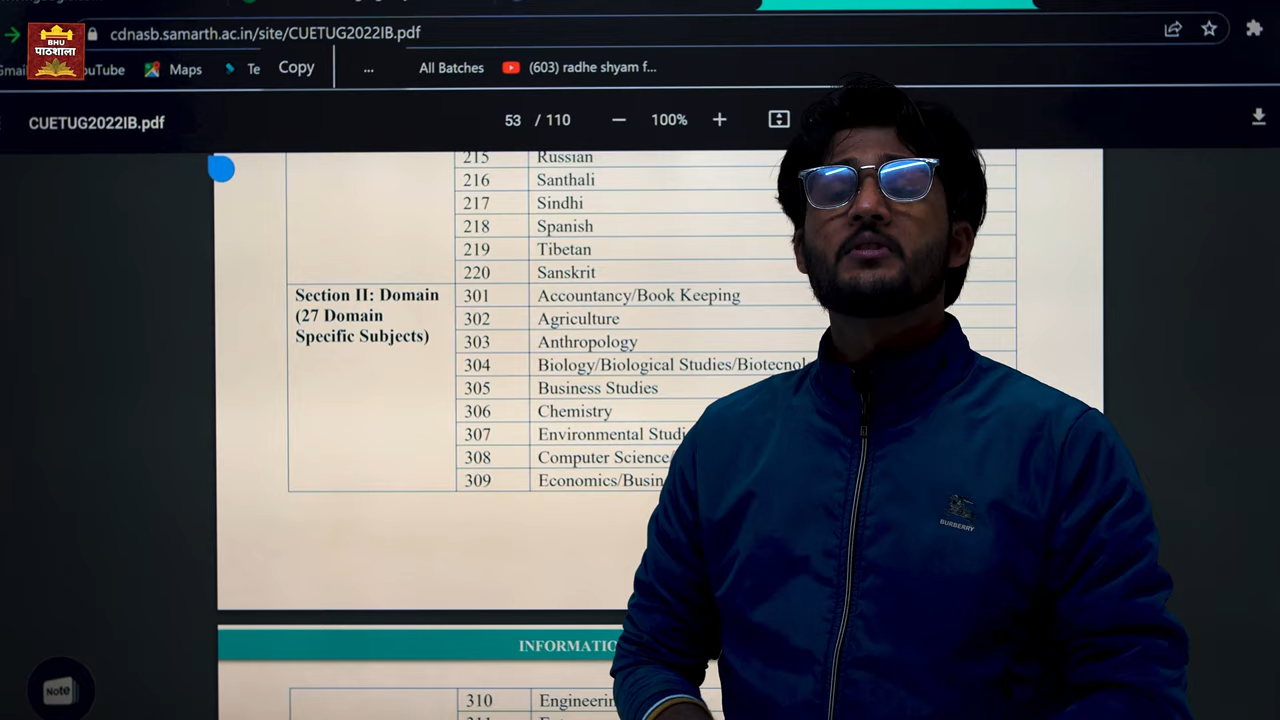 cdnasb.samarth.ac.in/site/CUETUG2022IB.pdf
BHU
पाठशाला
Maps
Te
Copy
...
All Batches
(603) radhe shyam f...
CUETUG2022IB.pdf
53 / 110
100%
215 Russian
216 Santhali
217 Sindhi
218 Spanish
219 Tibetan
220 Sanskrit
Section II: Domain 301 Accountancy/Book Keeping
(27 Domain 302 Agriculture
Specific Subjects) 303 Anthropology
304 Biology/Biological Studies/Biotecnol
305 Business Studies
306 Chemistry
307 Environmental Studi
308 Computer Science/
309 Economics/Busin
BURBERRY
INFORMATIO
Note
310 Engineerin